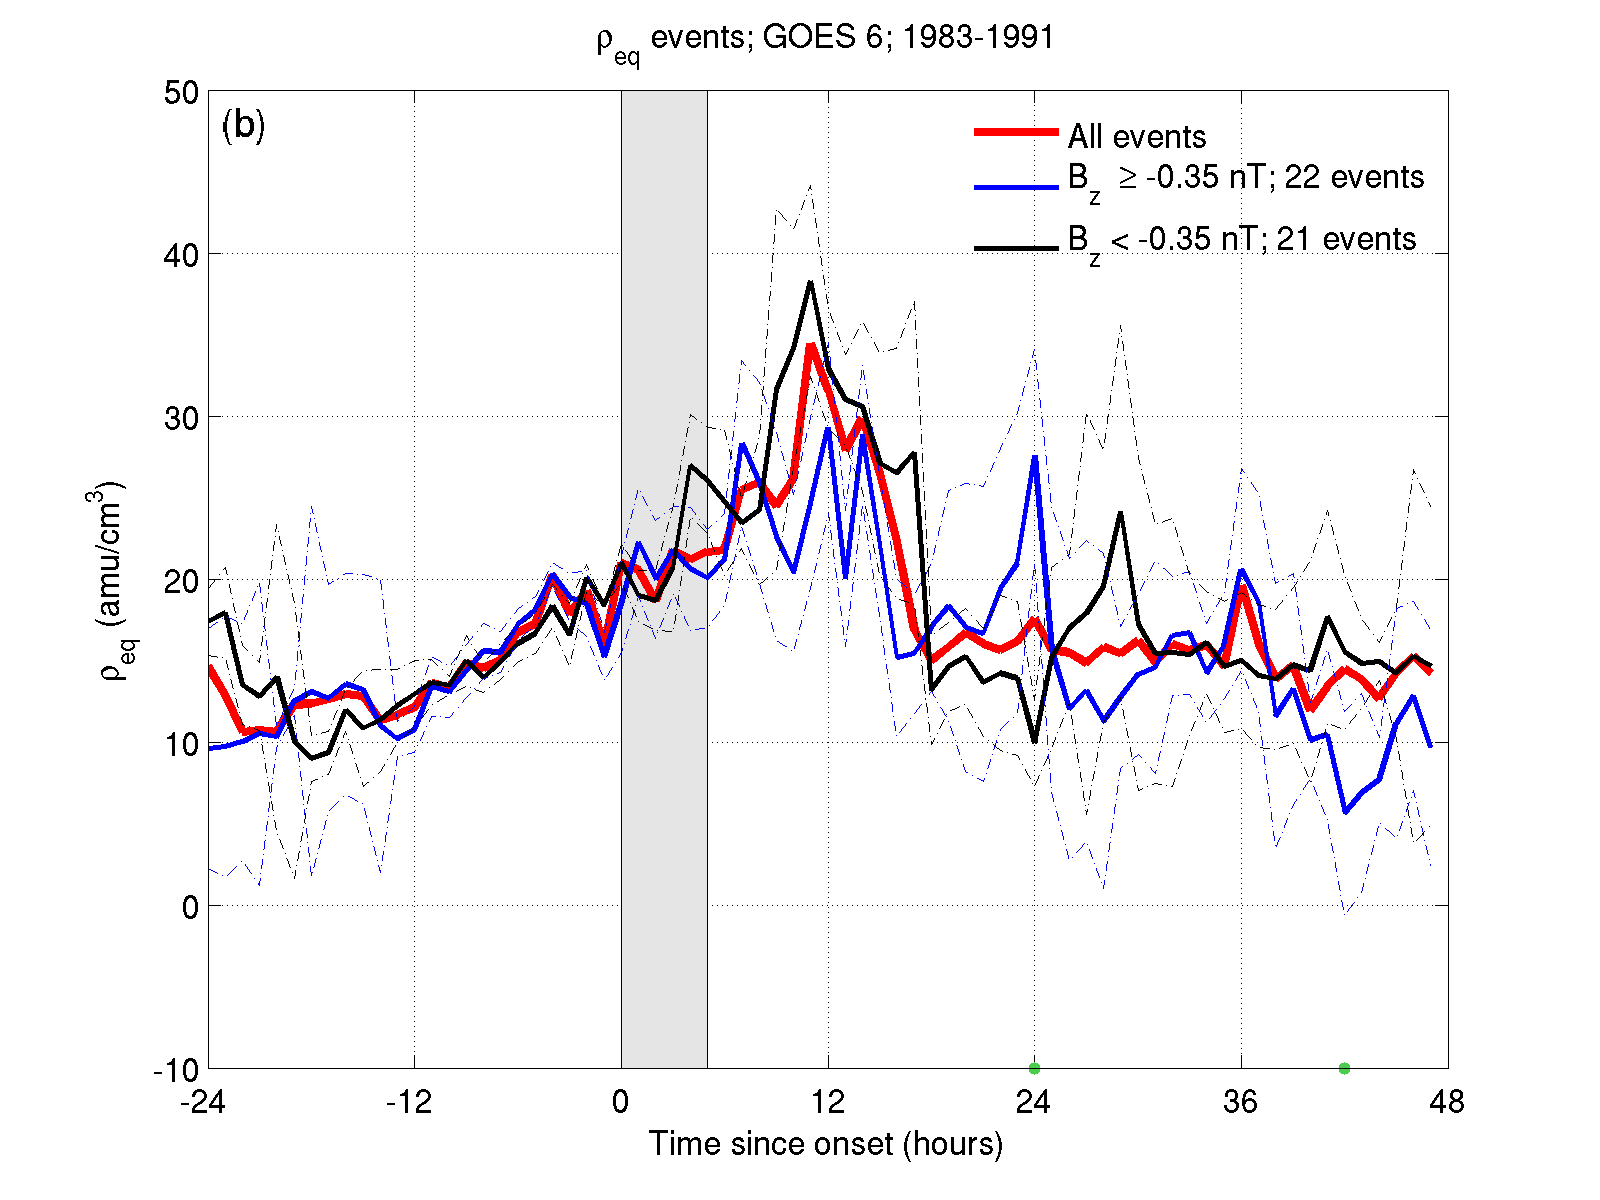 ρeq events; GOES 6; 1983-1991
(b)
All events
Bz ≥ -0.35 nT; 22 events
Bz < -0.35 nT; 21 events
ρeq (amu/cm3)
50
40
30
20
10
0
-10
-24 -12 0 12 24 36 48
Time since onset (hours)